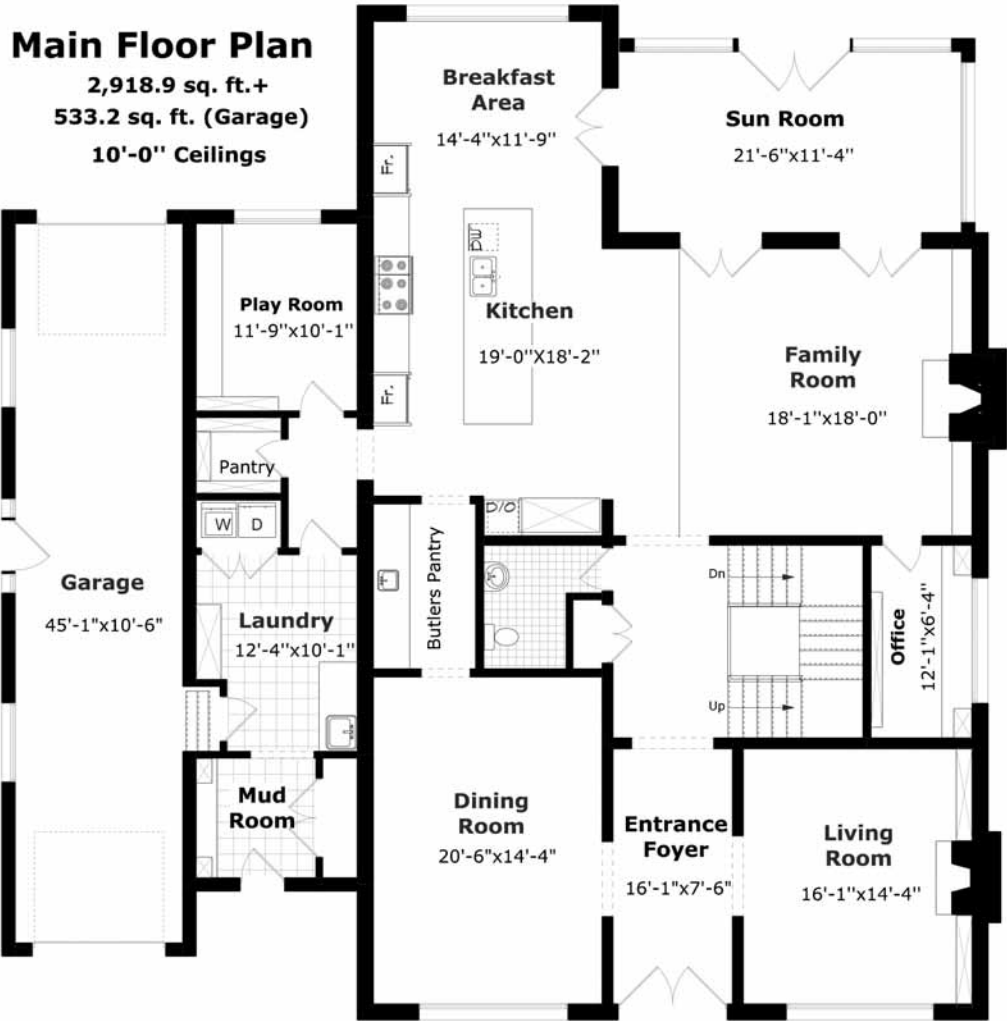 Main Floor Plan
2,918.9 sq. ft.+
533.2 sq. ft. (Garage)
10'-0'' Ceilings
Breakfast
Area
14'-4''x11'-9''
Sun Room
21'-6''x11'-4''
Fr.
DW
Play Room
11'-9''x10'-1''
Kitchen
19'-0''X18'-2''
Family
Room
18'-1''x18'-0''
Fr.
Pantry
W
D
D/O
Butlers Pantry
Garage
45'-1"x10'-6"
Laundry
12'-4''x10'-1''
Dn
Up
Office
12'-1"x6'-4"
Mud
Room
Dining
Room
20'-6''x14'-4''
Entrance
Foyer
16'-1"x7'-6"
Living
Room
16'-1''x14'-4''